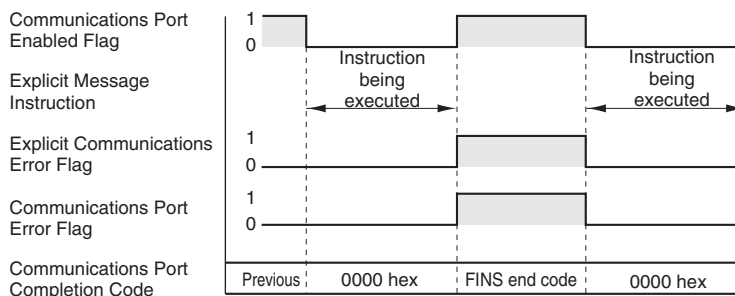 Communications Port
Enabled Flag
1
0
Explicit Message
Instruction
Instruction
being
executed
Instruction
being
executed
Explicit Communications
Error Flag
1
0
Communications Port
Error Flag
1
0
Communications Port
Completion Code
Previous
0000 hex
FINS end code
0000 hex